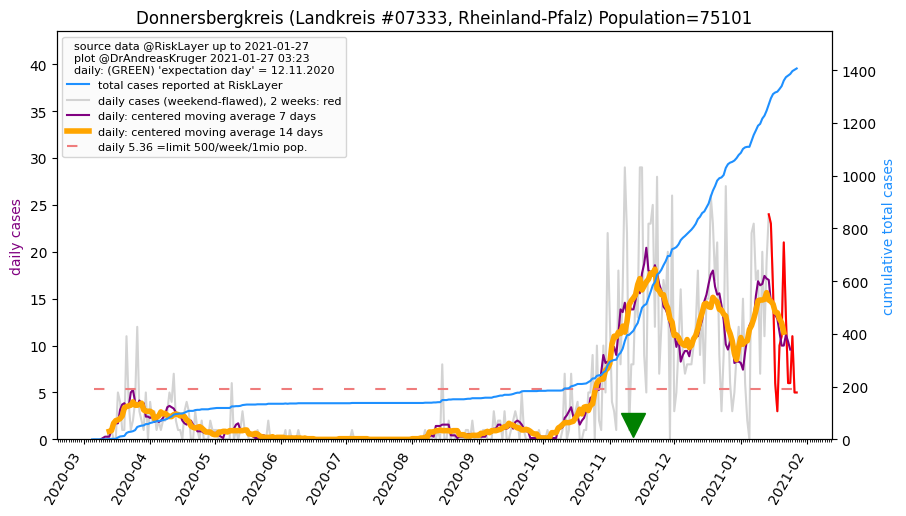 Donnersbergkreis (Landkreis #07333, Rheinland-Pfalz) Population=75101
source data @RiskLayer up to 2021-01-27
plot @DrAndreasKruger 2021-01-27 03:23
daily: (GREEN) 'expectation day' = 12.11.2020
total cases reported at RiskLayer
daily cases (weekend-flawed), 2 weeks: red
daily: centered moving average 7 days
daily: centered moving average 14 days
daily 5.36 =limit 500/week/1mio pop.
daily cases
40
35
30
25
20
15
10
5
0
cumulative total cases
1400
1200
1000
800
600
400
200
0
2020-03
2020-04
2020-05
2020-06
2020-07
2020-08
2020-09
2020-10
2020-11
2020-12
2021-01
2021-02